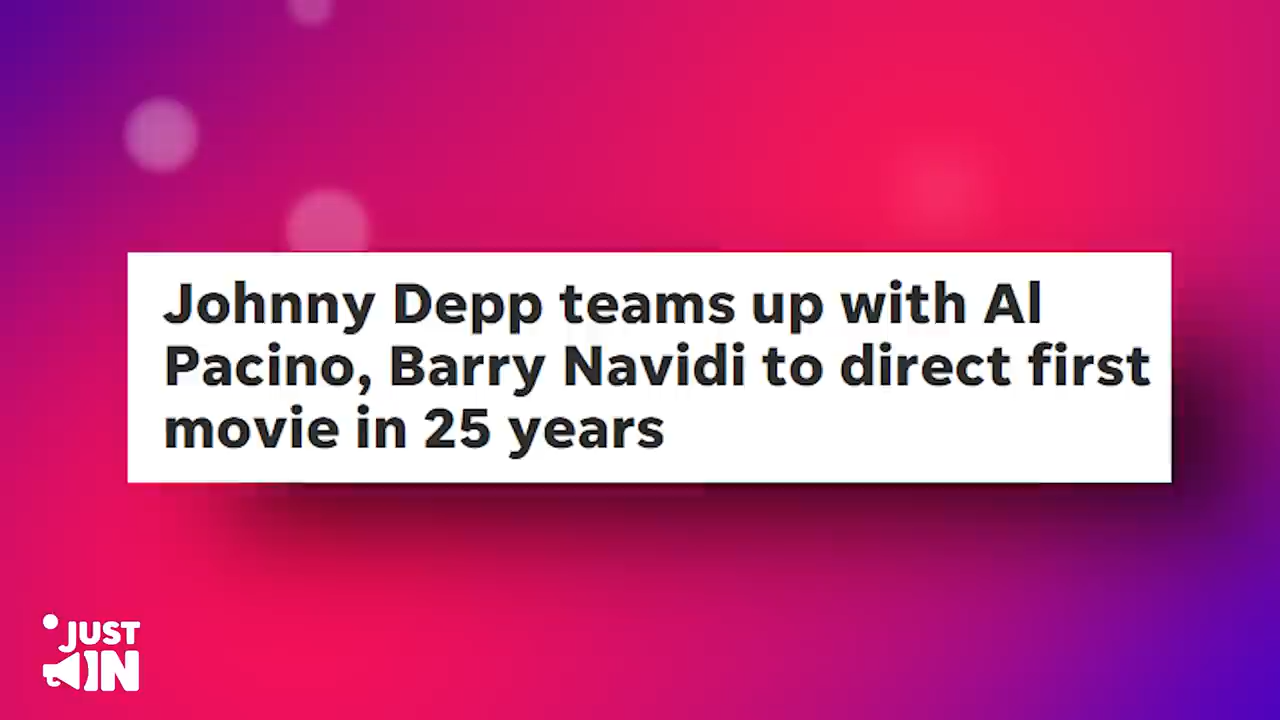 Johnny Depp teams up with Al
Pacino, Barry Navidi to direct first
movie in 25 years
JUST
IN